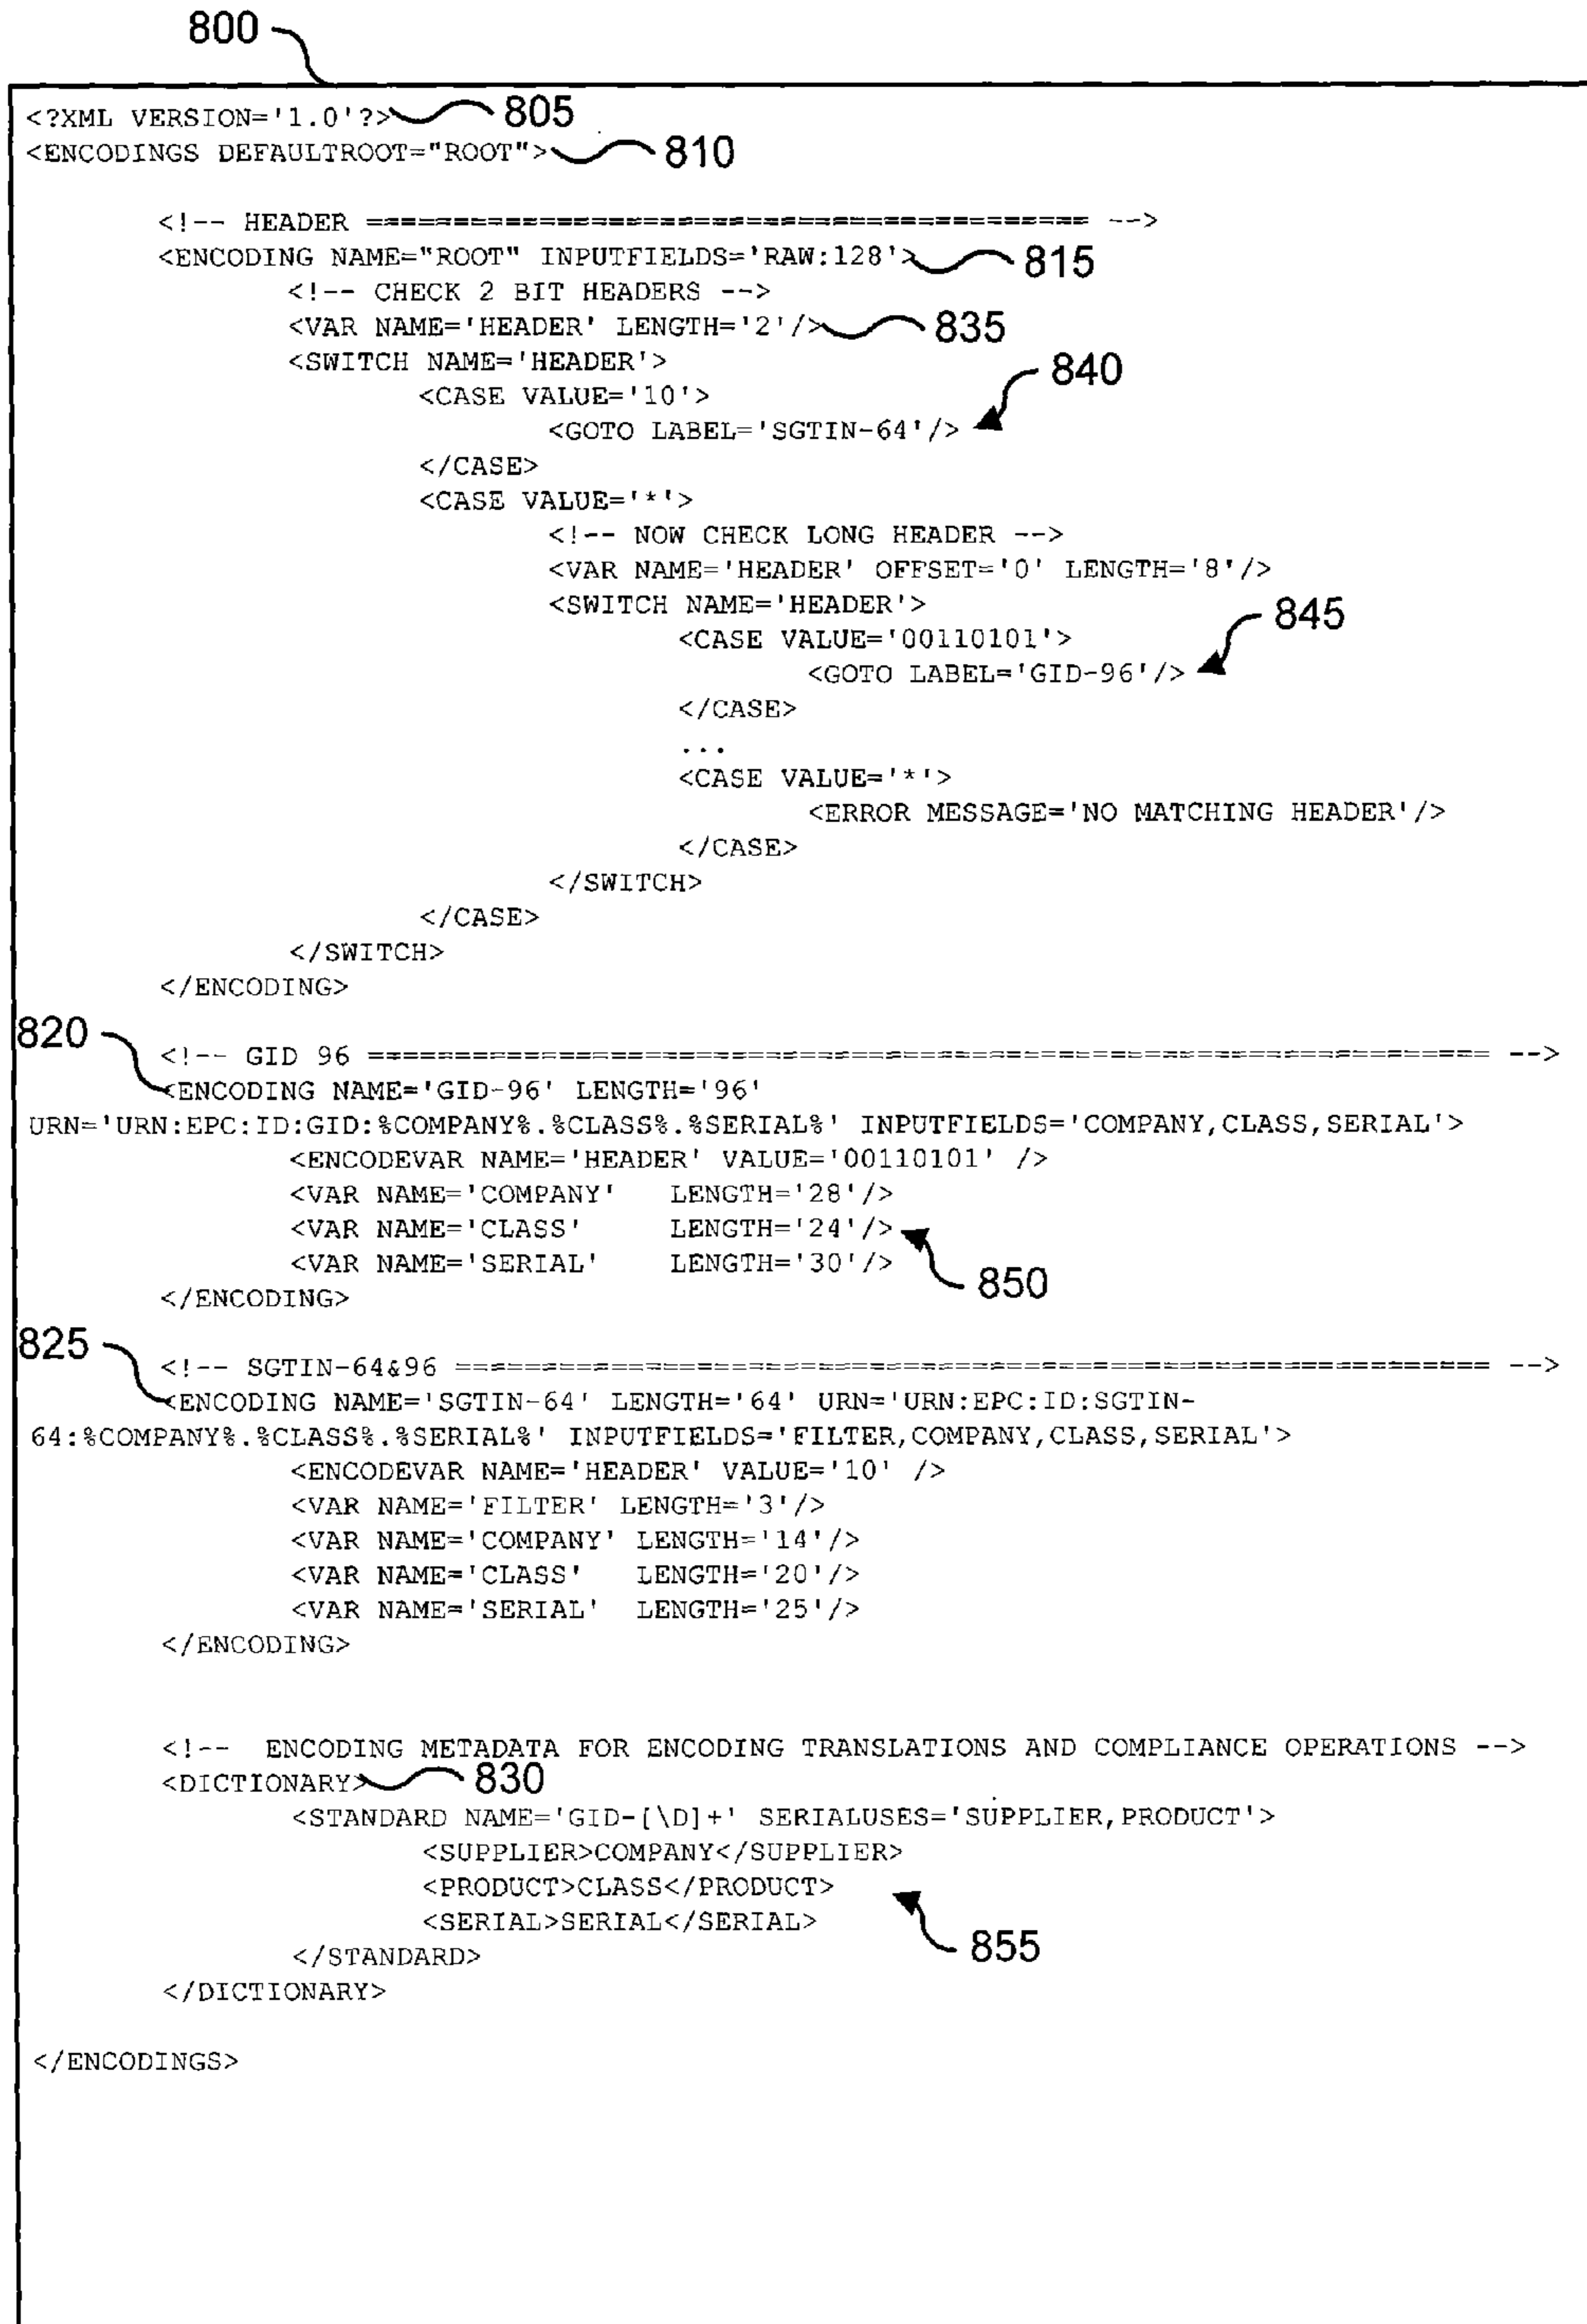 800
<?XML VERSION='1.0'?> 805
<ENCODINGS DEFAULTROOT="ROOT"> 810
<!-- HEADER ========================================== -->
<ENCODING NAME="ROOT" INPUTFIELDS='RAW:128'> 815
<!-- CHECK 2 BIT HEADERS -->
<VAR NAME='HEADER' LENGTH='2'/> 835
<SWITCH NAME='HEADER'>
840
<CASE VALUE='10'>
<GOTO LABEL='SGTIN-64'/>
</CASE>
<CASE VALUE='*'>
<!-- NOW CHECK LONG HEADER -->
<VAR NAME='HEADER' OFFSET='0' LENGTH='8'/>
<SWITCH NAME='HEADER'>
845
<CASE VALUE='00110101'>
<GOTO LABEL='GID-96'/>
</CASE>
...
<CASE VALUE='*'>
<ERROR MESSAGE='NO MATCHING HEADER'/>
</CASE>
</SWITCH>
</CASE>
</SWITCH>
</ENCODING>
820
<!-- GID 96 ================================================================= -->
<ENCODING NAME='GID-96' LENGTH='96'
URN='URN:EPC:ID:GID:%COMPANY%.%CLASS%.%SERIAL%' INPUTFIELDS='COMPANY,CLASS,SERIAL'>
<ENCODEVAR NAME='HEADER' VALUE='00110101' />
<VAR NAME='COMPANY' LENGTH='28'/>
<VAR NAME='CLASS' LENGTH='24'/>
<VAR NAME='SERIAL' LENGTH='30'/>
850
</ENCODING>
825
<!-- SGTIN-64&96 ============================================================ -->
<ENCODING NAME='SGTIN-64' LENGTH='64' URN='URN:EPC:ID:SGTIN-
64:%COMPANY%.%CLASS%.%SERIAL%' INPUTFIELDS='FILTER,COMPANY,CLASS,SERIAL'>
<ENCODEVAR NAME='HEADER' VALUE='10' />
<VAR NAME='FILTER' LENGTH='3'/>
<VAR NAME='COMPANY' LENGTH='14'/>
<VAR NAME='CLASS' LENGTH='20'/>
<VAR NAME='SERIAL' LENGTH='25'/>
</ENCODING>
<!-- ENCODING METADATA FOR ENCODING TRANSLATIONS AND COMPLIANCE OPERATIONS -->
<DICTIONARY> 830
<STANDARD NAME='GID-[\D]+' SERIALUSES='SUPPLIER,PRODUCT'>
<SUPPLIER>COMPANY</SUPPLIER>
<PRODUCT>CLASS</PRODUCT>
<SERIAL>SERIAL</SERIAL>
855
</STANDARD>
</DICTIONARY>
</ENCODINGS>